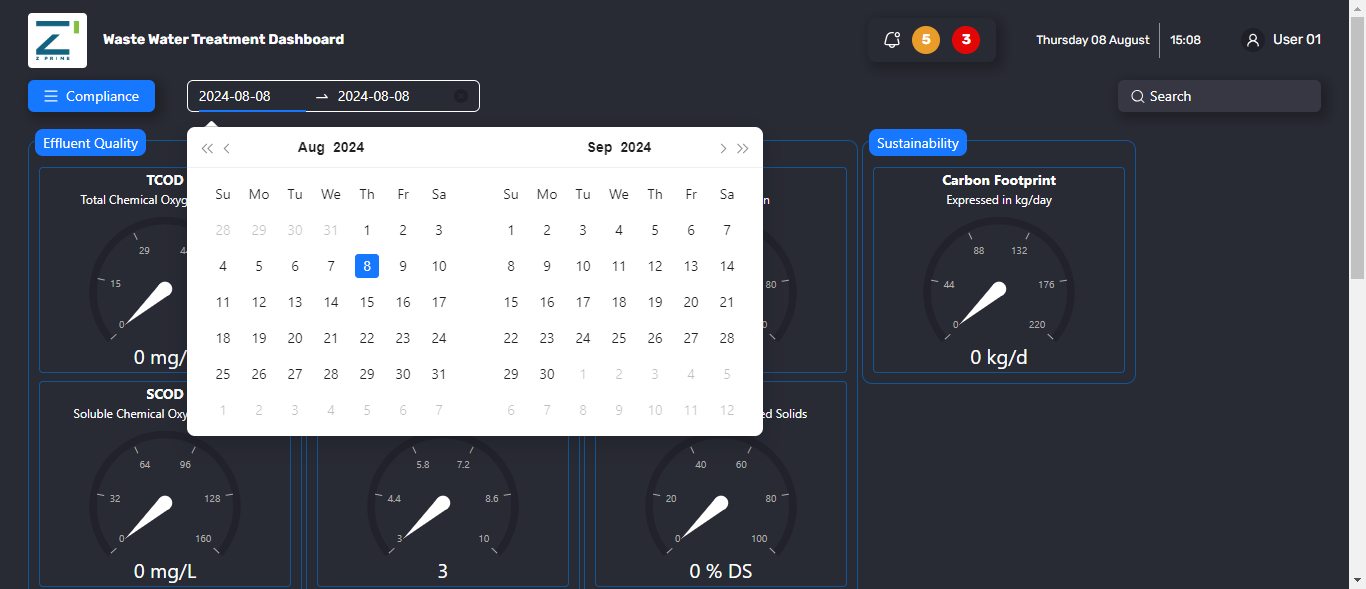 Z PRIME
Waste Water Treatment Dashboard
5
3
Thursday 08 August
15:08
User 01
Compliance
2024-08-08 → 2024-08-08
Search
Effluent Quality
Sustainability
Aug 2024
Su Mo Tu We Th Fr Sa
28 29 30 31 1 2 3
4 5 6 7 8 9 10
11 12 13 14 15 16 17
18 19 20 21 22 23 24
25 26 27 28 29 30 31
1 2 3 4 5 6 7
Sep 2024
Su Mo Tu We Th Fr Sa
1 2 3 4 5 6 7
8 9 10 11 12 13 14
15 16 17 18 19 20 21
22 23 24 25 26 27 28
29 30 1 2 3 4 5
6 7 8 9 10 11 12
TCOD
Total Chemical Oxyg
29
15
0
0 mg/
n
80
0
Carbon Footprint
Expressed in kg/day
88 132
44 176
0 220
0 kg/d
SCOD
Soluble Chemical Oxy
64 96
32 128
0 160
0 mg/L
5.8 7.2
4.4 8.6
3 10
3
ed Solids
40 60
20 80
0 100
0 % DS